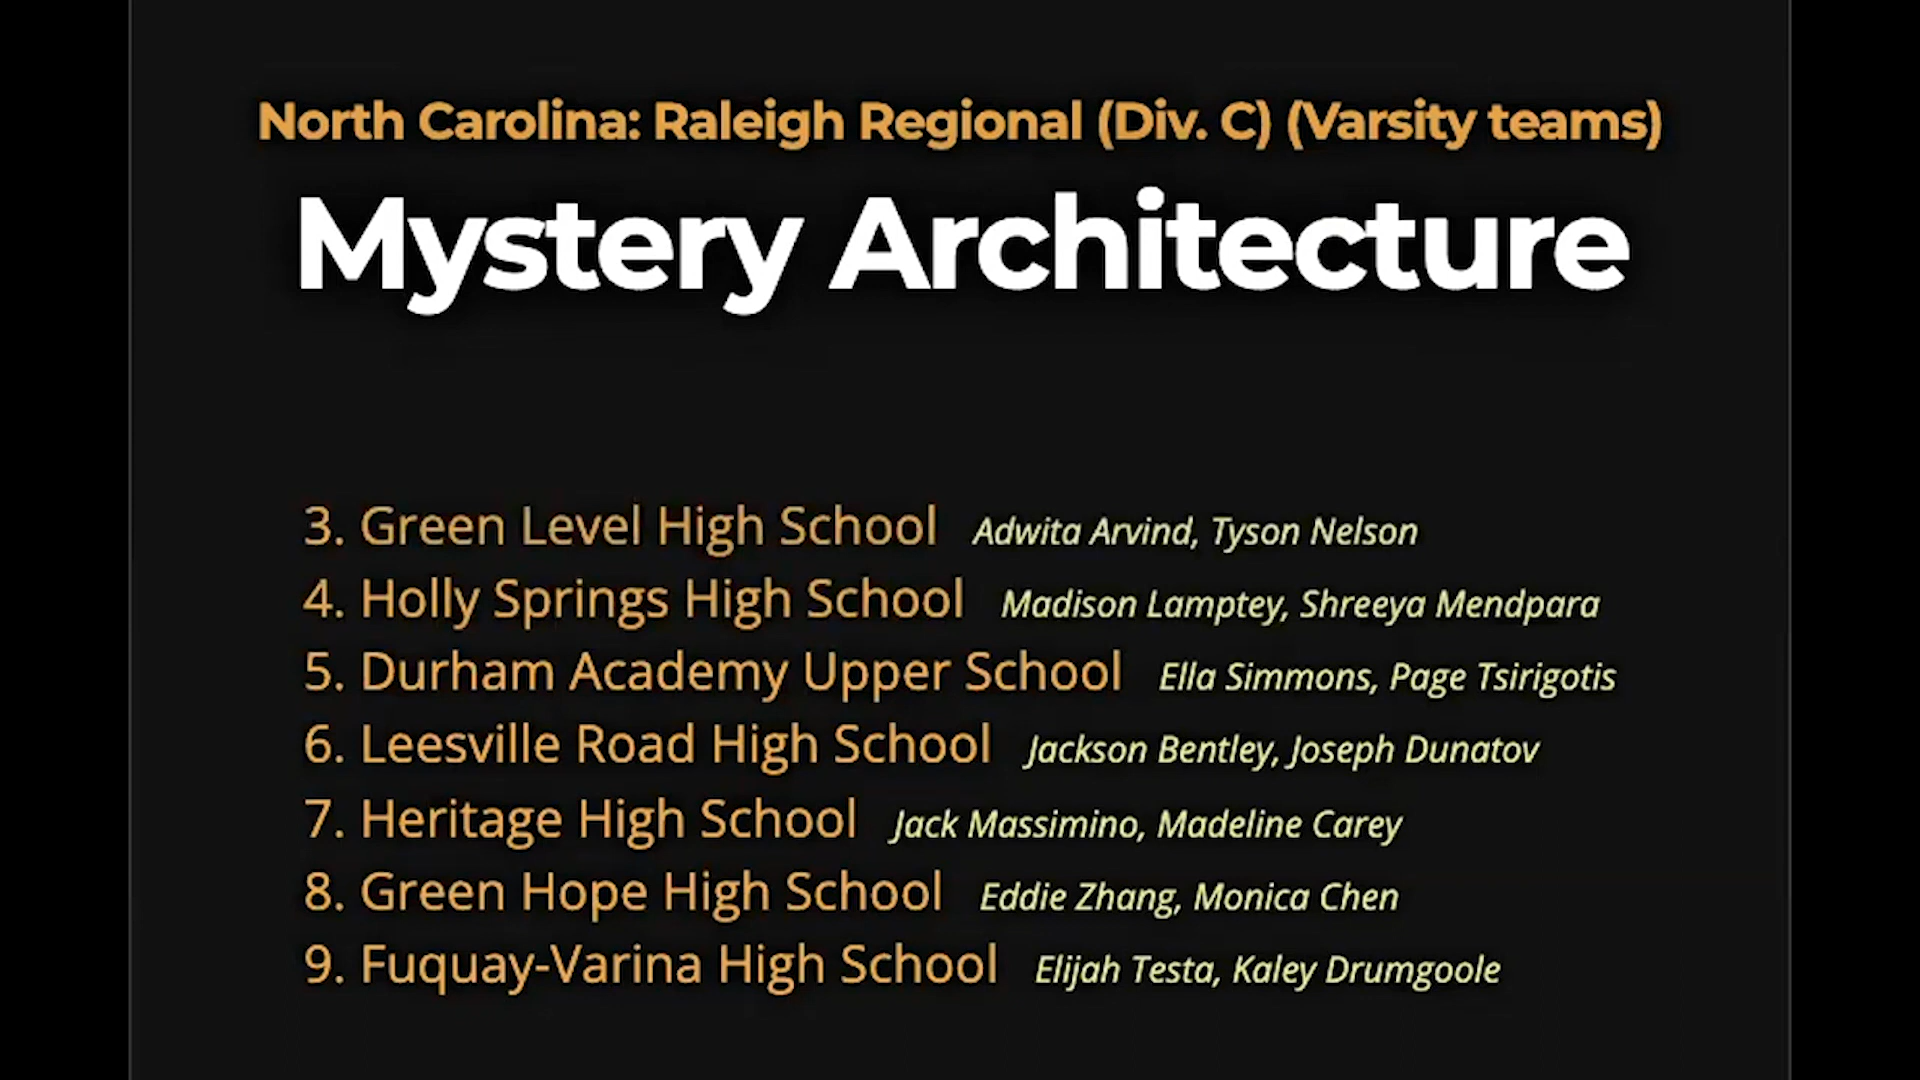 North Carolina: Raleigh Regional (Div. C) (Varsity teams)
Mystery Architecture
3. Green Level High School Adwita Arvind, Tyson Nelson
4. Holly Springs High School Madison Lamptey, Shreeya Mendpara
5. Durham Academy Upper School Ella Simmons, Page Tsirigotis
6. Leesville Road High School Jackson Bentley, Joseph Dunatov
7. Heritage High School Jack Massimino, Madeline Carey
8. Green Hope High School Eddie Zhang, Monica Chen
9. Fuquay-Varina High School Elijah Testa, Kaley Drumgoole